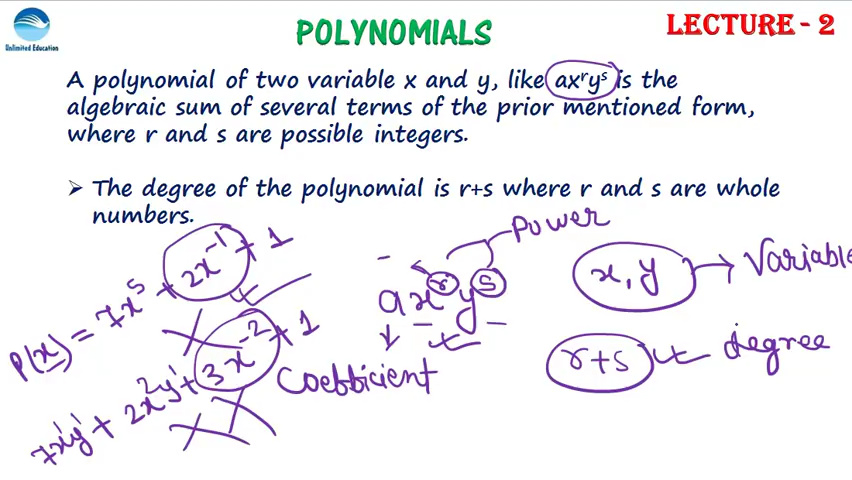 Unlimited Education
POLYNOMIALS
LECTURE - 2
A polynomial of two variable x and y, like axʳyˢ is the
algebraic sum of several terms of the prior mentioned form,
where r and s are possible integers.
➢ The degree of the polynomial is r+s where r and s are whole
numbers.
P(x) = 7x⁵ + 2x⁻¹ + 1
7x¹y¹ + 2x²y¹ + 3x⁻² + 1
axʳyˢ
Power
Coefficient
x, y → Variable
r+s degree